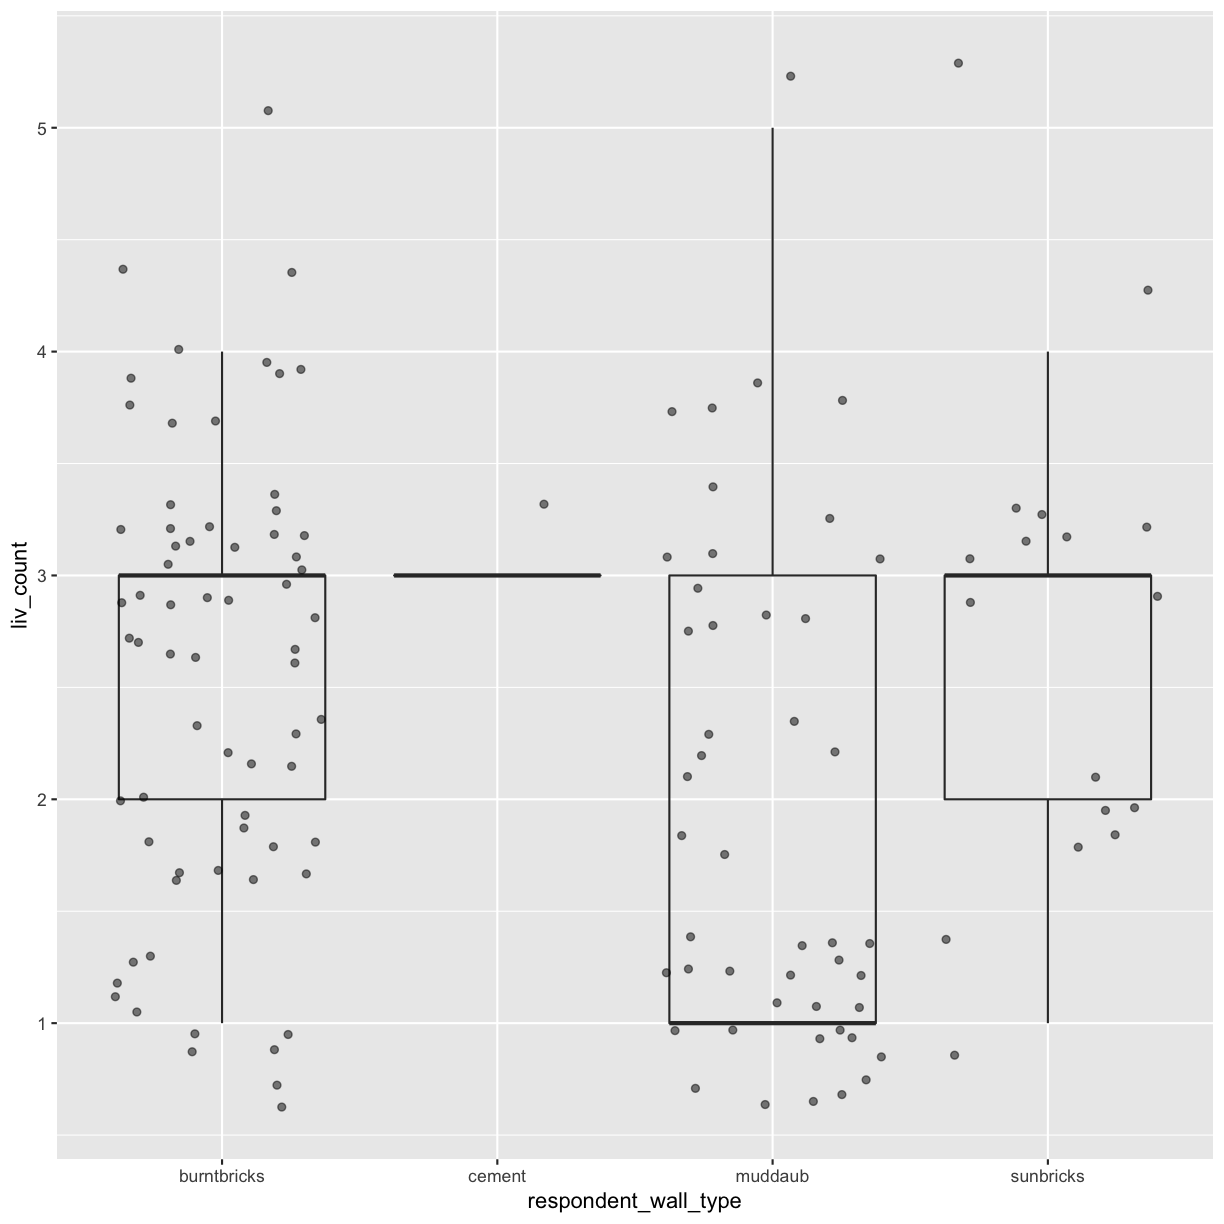 liv_count
5
4
3
2
1
burntbricks
cement
muddaub
sunbricks
respondent_wall_type